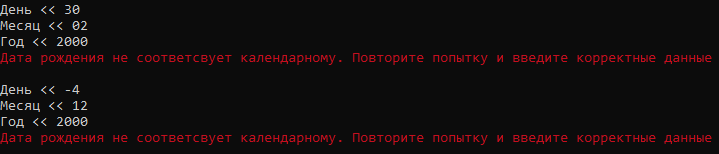 День << 30
Месяц << 02
Год << 2000
Дата рождения не соответсвует календарному. Повторите попытку и введите корректные данные
День << -4
Месяц << 12
Год << 2000
Дата рождения не соответсвует календарному. Повторите попытку и введите корректные данные